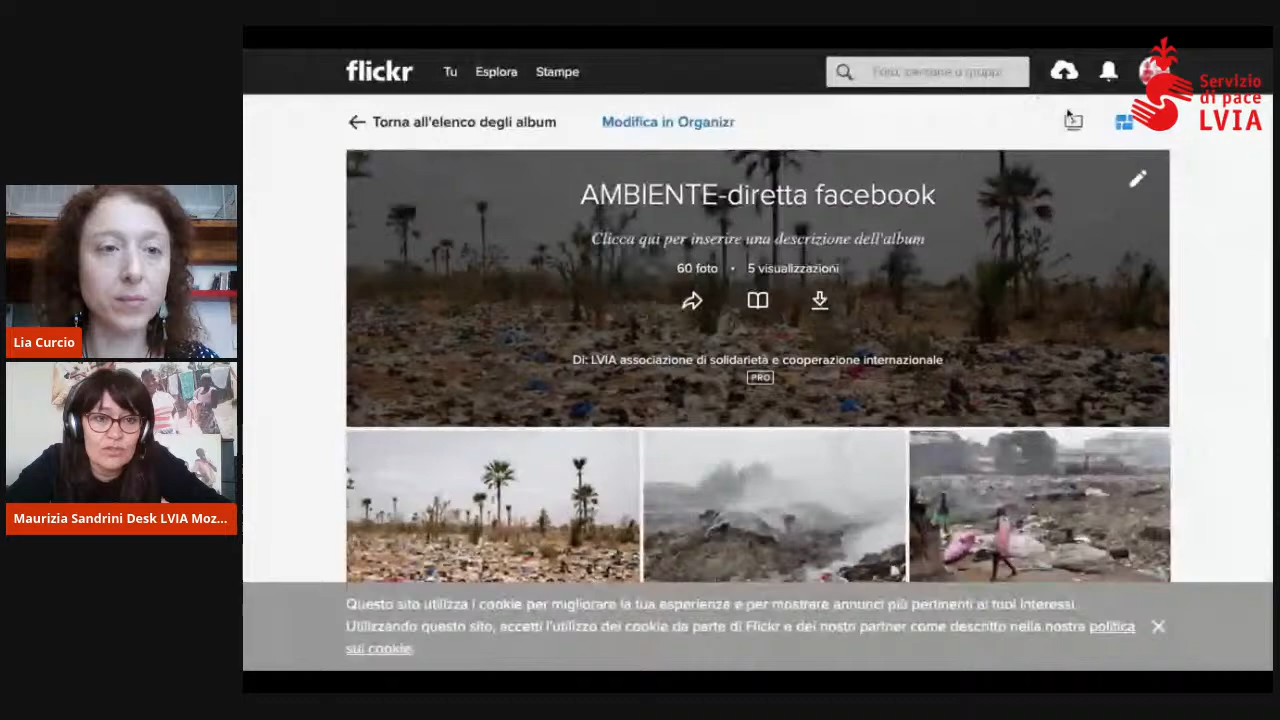 flickr
Tu Esplora Stampe
Foto, persone o gruppi
Servizio
di pace
LVIA
Torna all'elenco degli album
Modifica in Organizr
AMBIENTE-diretta facebook
Clicca qui per inserire una descrizione dell'album
60 foto • 5 visualizzazioni
Di: LVIA associazione di solidarietà e cooperazione internazionale
PRO
Lia Curcio
Maurizia Sandrini Desk LVIA Moz...
Questo sito utilizza i cookie per migliorare la tua esperienza e per mostrare annunci più pertinenti ai tuoi interessi.
Utilizzando questo sito, accetti l'utilizzo dei cookie da parte di Flickr e dei nostri partner come descritto nella nostra politica
sui cookie.